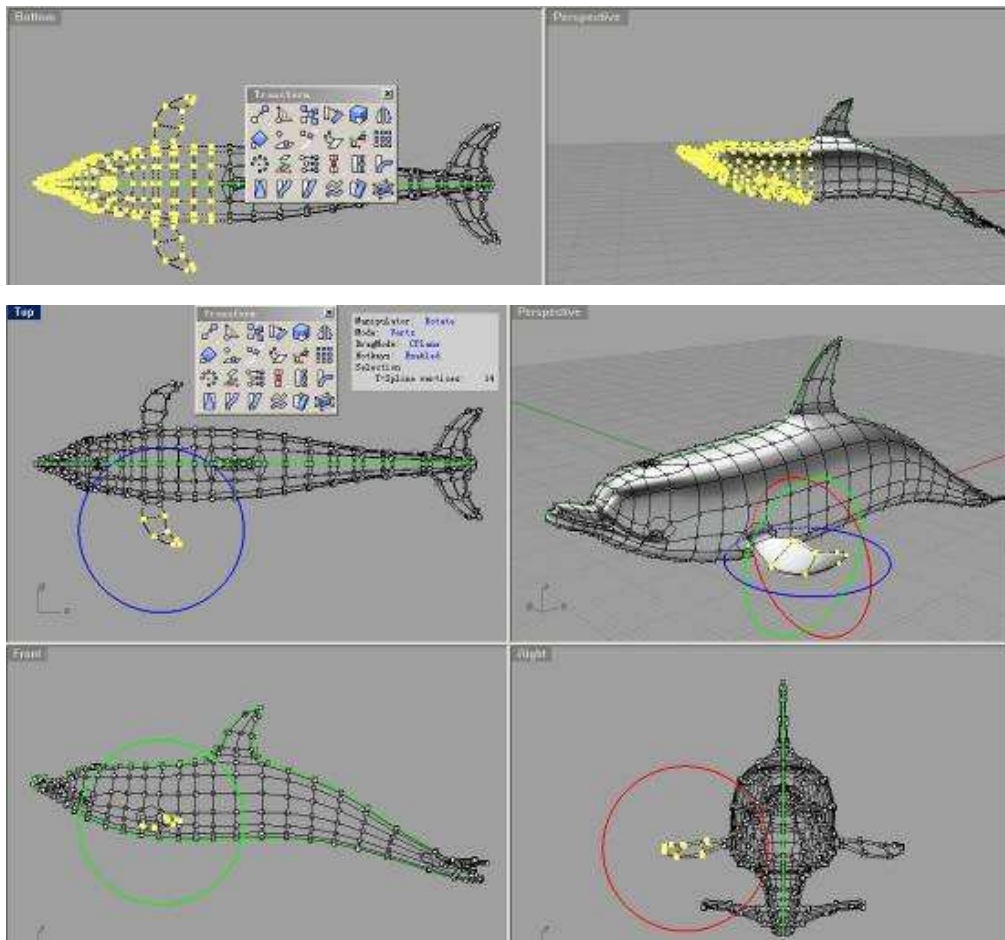 Bottom
Perspective
Transform
Top
Transform
Manipulator: Rotate
Mode: Parts
DragMode: CPlane
Hotkeys: Enabled
Selection
T-Spline vertices: 14
Perspective
Front
Right